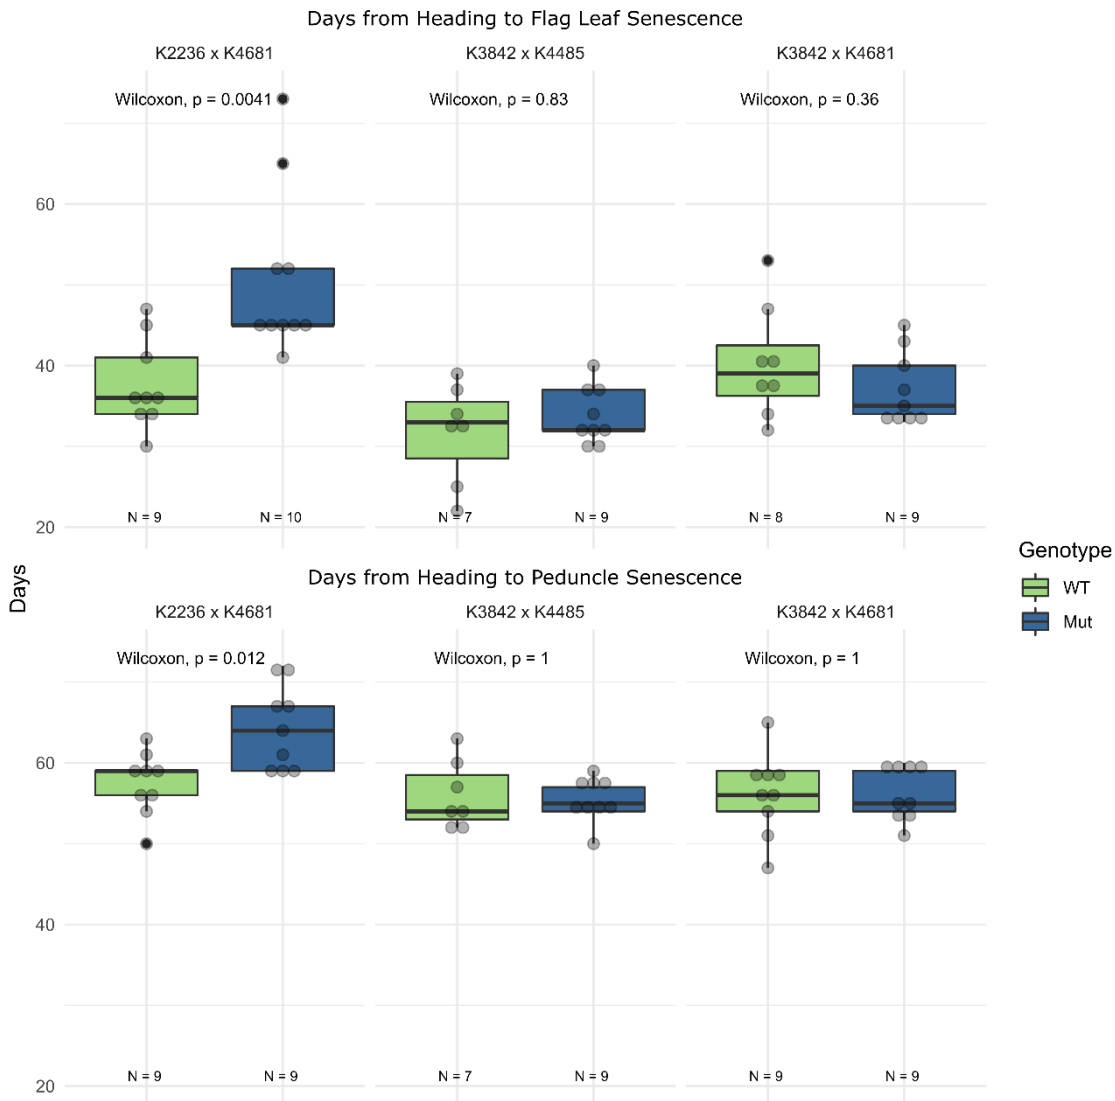 Days from Heading to Flag Leaf Senescence
K2236 x K4681 K3842 x K4485 K3842 x K4681
Wilcoxon, p = 0.0041 Wilcoxon, p = 0.83 Wilcoxon, p = 0.36
60
40
20
N = 9 N = 10 N = 7 N = 9 N = 8 N = 9
Days
Genotype
WT
Mut
Days from Heading to Peduncle Senescence
K2236 x K4681 K3842 x K4485 K3842 x K4681
Wilcoxon, p = 0.012 Wilcoxon, p = 1 Wilcoxon, p = 1
60
40
20
N = 9 N = 9 N = 7 N = 9 N = 9 N = 9